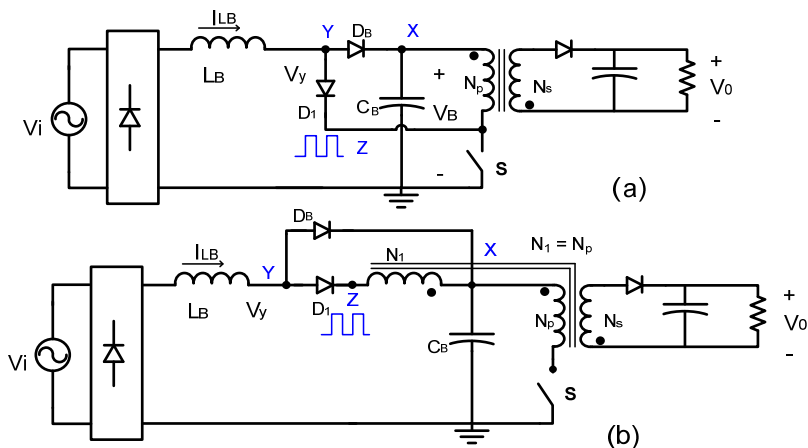 ILB
Y
DB
X
LB
Vy
D1
CB
+
VB
-
Np
Ns
+
V0
-
Vi
Z
S
(a)
DB
ILB
Y
N1
X
N1 = Np
LB
Vy
D1
Z
CB
Np
Ns
+
V0
-
Vi
S
(b)